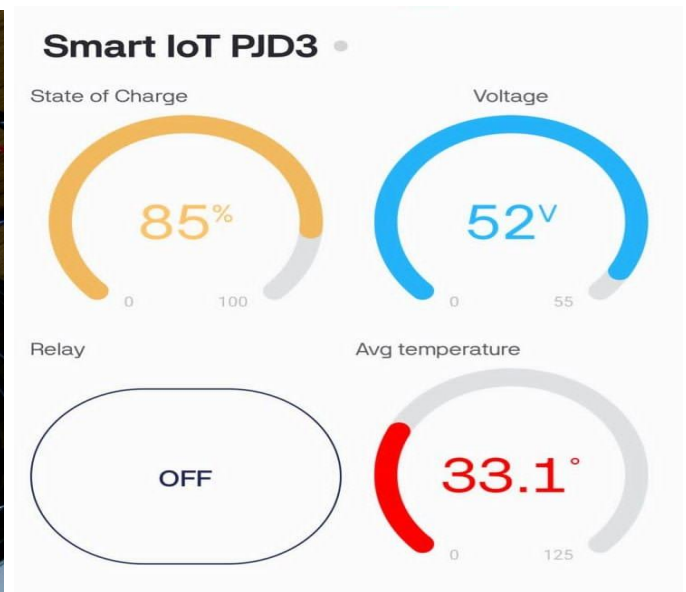 Smart IoT PJD3
State of Charge
Voltage
85%
52V
0 100
0 55
Relay
Avg temperature
OFF
33.1°
0 125